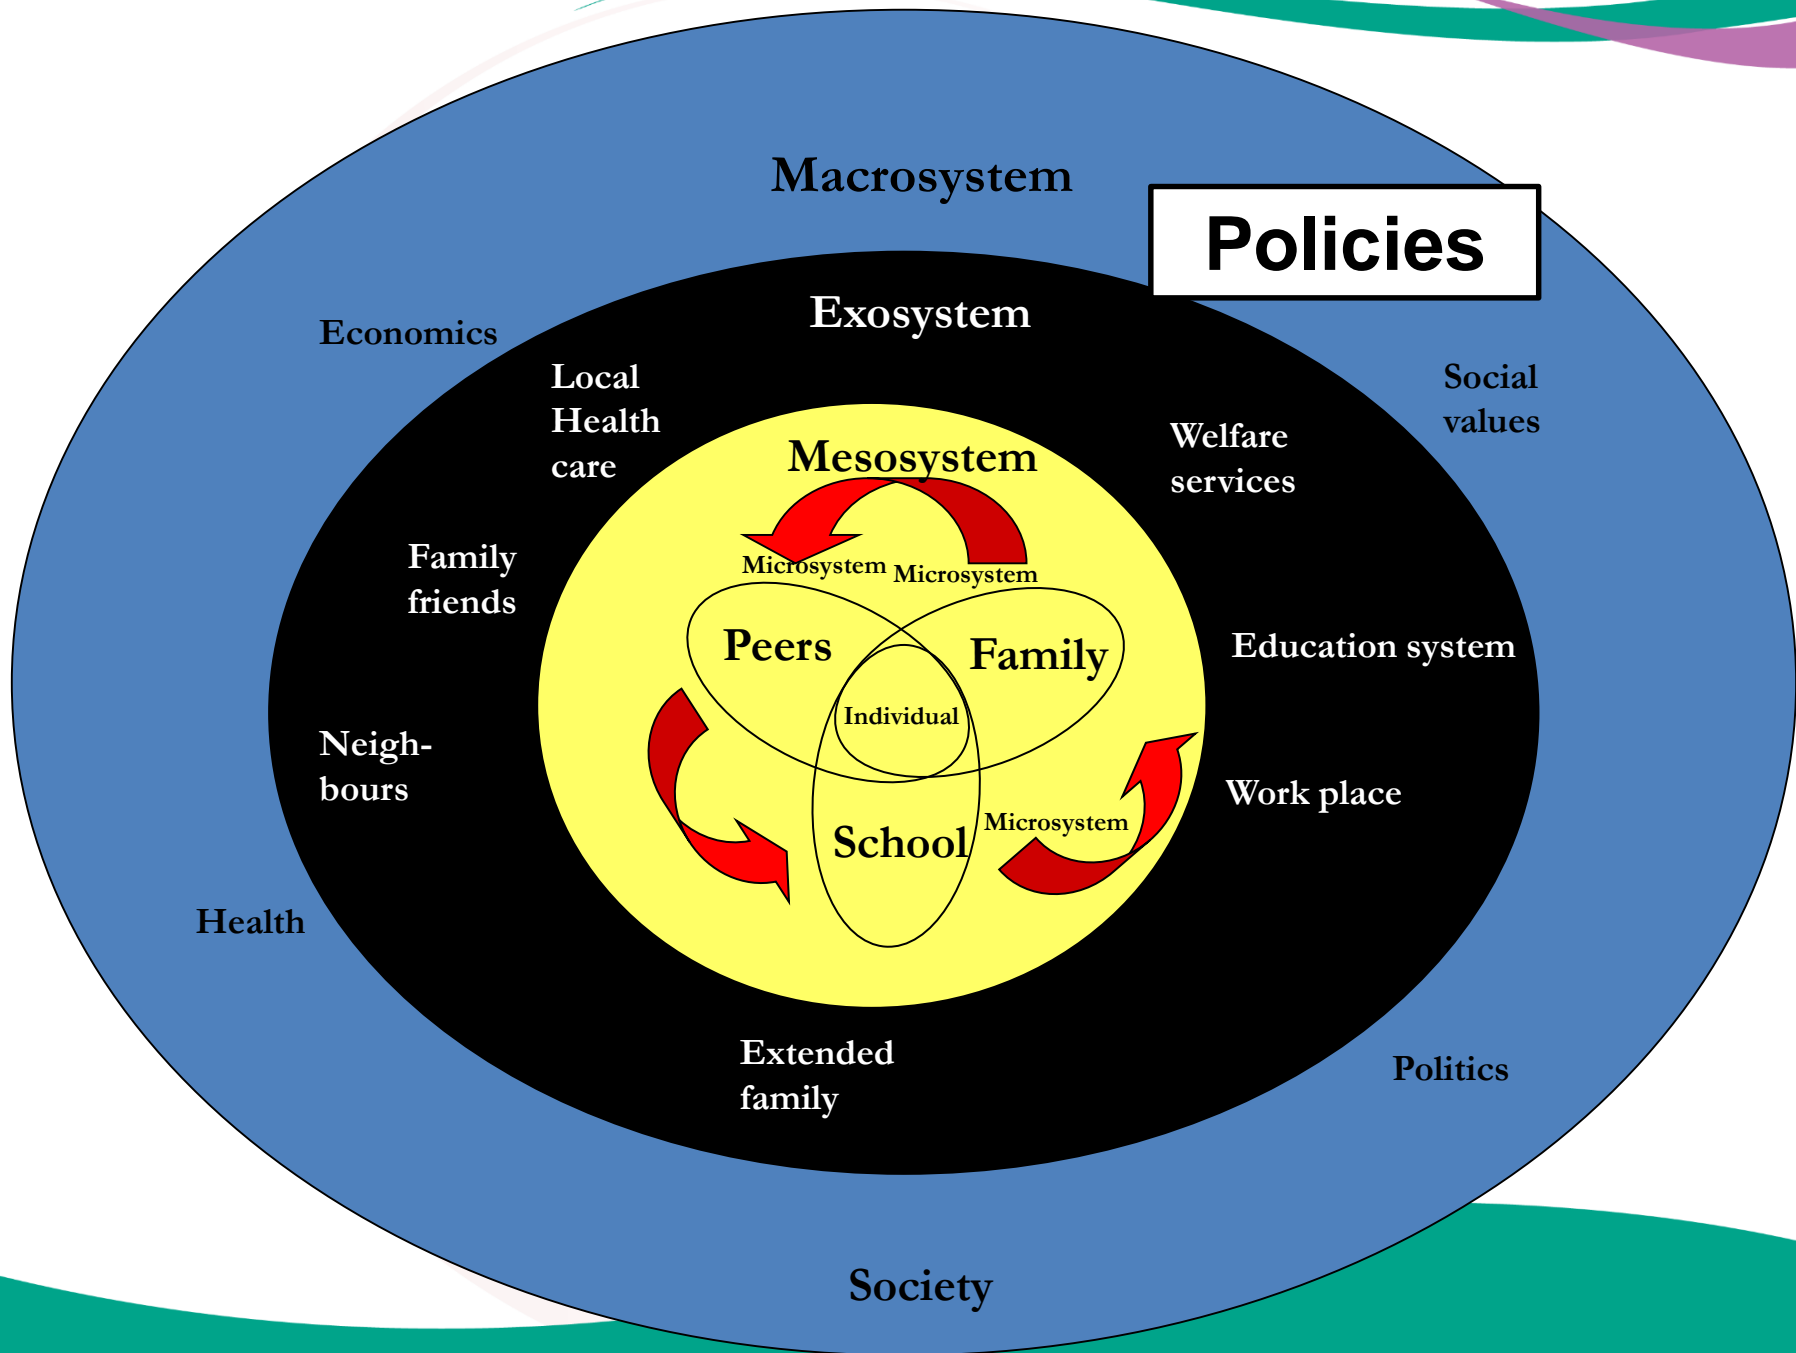 Macrosystem
Policies
Exosystem
Economics
Local
Health
care
Social
values
Welfare
services
Mesosystem
Family
friends
Microsystem
Microsystem
Peers
Family
Education system
Individual
Neigh-
bours
Work place
School
Microsystem
Health
Extended
family
Politics
Society